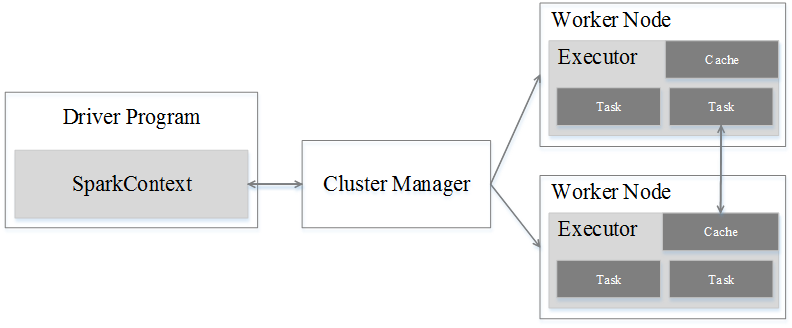 Driver Program
SparkContext
Cluster Manager
Worker Node
Executor
Cache
Task
Task
Worker Node
Executor
Cache
Task
Task